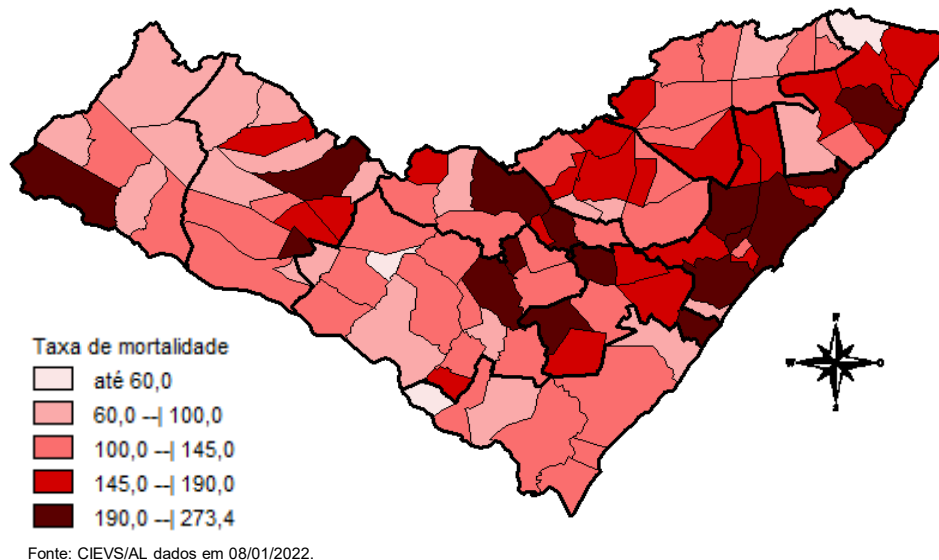 Taxa de mortalidade
até 60,0
60,0 --| 100,0
100,0 --| 145,0
145,0 --| 190,0
190,0 --| 273,4
N
W
O
S
Fonte: CIEVS/AL dados em 08/01/2022.